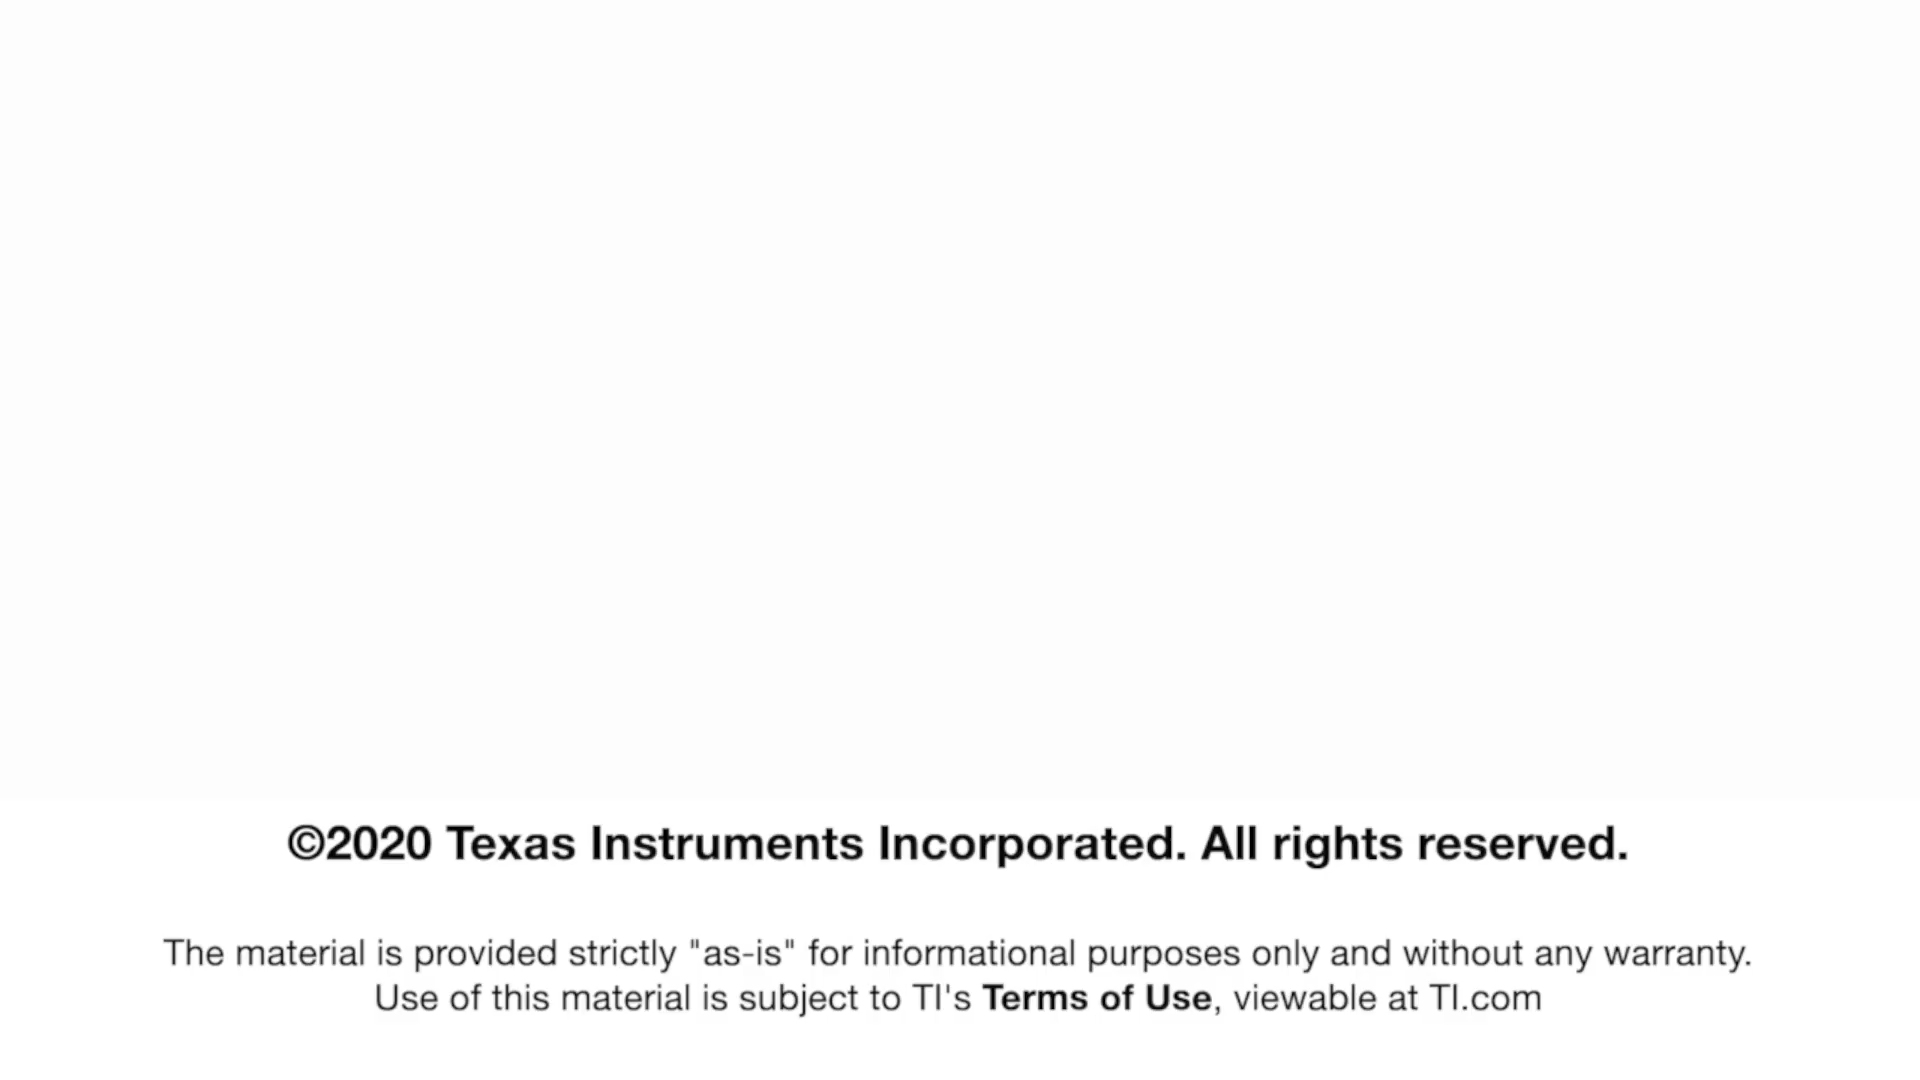 ©2020 Texas Instruments Incorporated. All rights reserved.
The material is provided strictly "as-is" for informational purposes only and without any warranty.
Use of this material is subject to TI's Terms of Use, viewable at TI.com